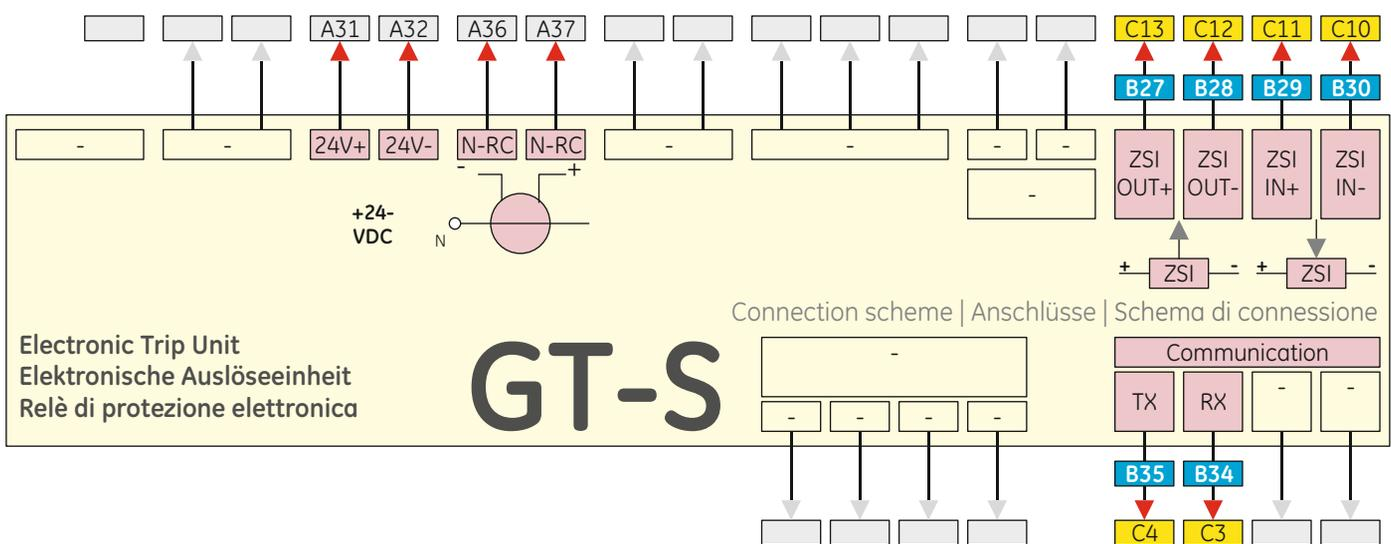 A31 A32 A36 A37 C13 C12 C11 C10
B27 B28 B29 B30
- - 24V+ 24V- N-RC N-RC - - - - ZSI OUT+ ZSI OUT- ZSI IN+ ZSI IN-
- +
-
+24-
VDC
N
+ ZSI - + ZSI -
Connection scheme | Anschlüsse | Schema di connessione
Electronic Trip Unit
Elektronische Auslöseeinheit
Relè di protezione elettronica
GT-S
-
- - - -
Communication
TX RX - -
B35 B34
C4 C3